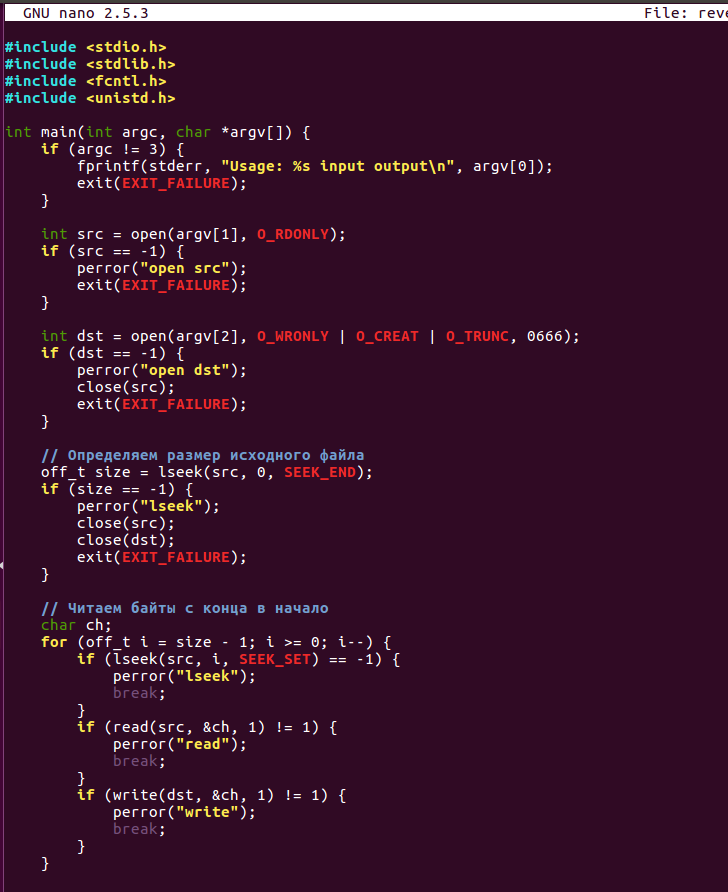 GNU nano 2.5.3 File: reve
#include <stdio.h>
#include <stdlib.h>
#include <fcntl.h>
#include <unistd.h>
int main(int argc, char *argv[]) {
    if (argc != 3) {
        fprintf(stderr, "Usage: %s input output\n", argv[0]);
        exit(EXIT_FAILURE);
    }
    int src = open(argv[1], O_RDONLY);
    if (src == -1) {
        perror("open src");
        exit(EXIT_FAILURE);
    }
    int dst = open(argv[2], O_WRONLY | O_CREAT | O_TRUNC, 0666);
    if (dst == -1) {
        perror("open dst");
        close(src);
        exit(EXIT_FAILURE);
    }
    // Определяем размер исходного файла
    off_t size = lseek(src, 0, SEEK_END);
    if (size == -1) {
        perror("lseek");
        close(src);
        close(dst);
        exit(EXIT_FAILURE);
    }
    // Читаем байты с конца в начало
    char ch;
    for (off_t i = size - 1; i >= 0; i--) {
        if (lseek(src, i, SEEK_SET) == -1) {
            perror("lseek");
            break;
        }
        if (read(src, &ch, 1) != 1) {
            perror("read");
            break;
        }
        if (write(dst, &ch, 1) != 1) {
            perror("write");
            break;
        }
    }